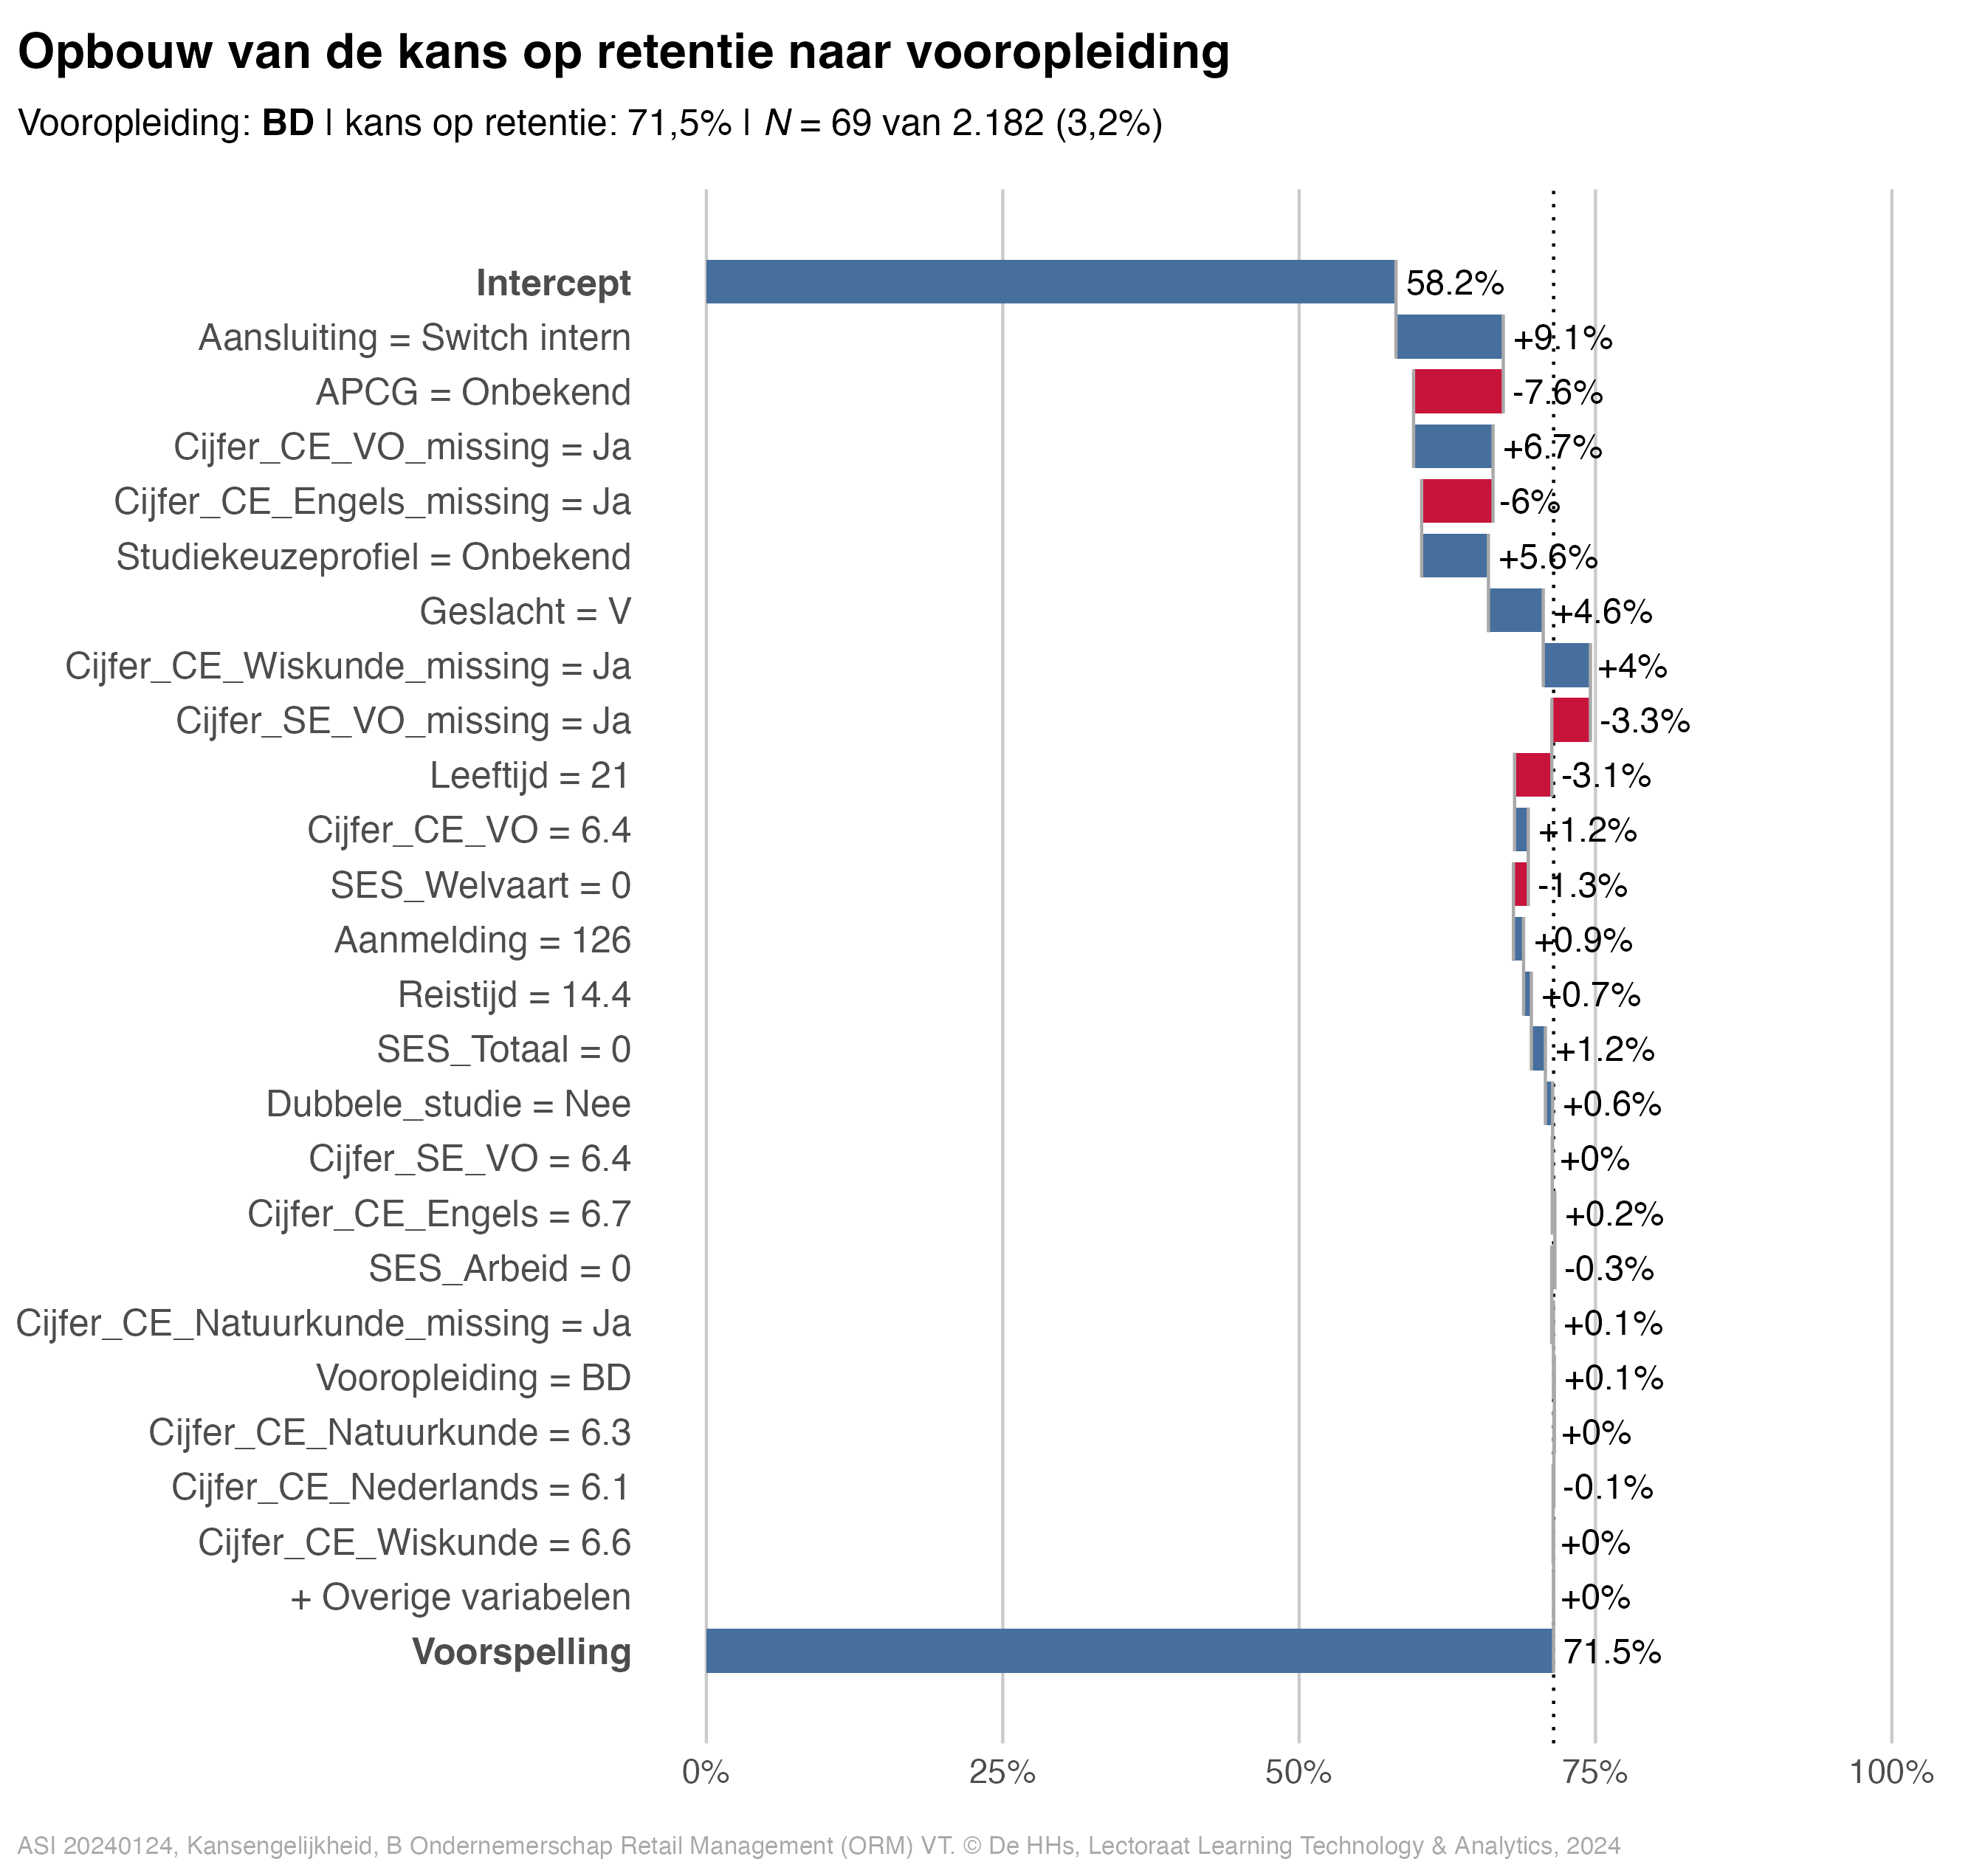 Opbouw van de kans op retentie naar vooropleiding
Vooropleiding: BD | kans op retentie: 71,5% | N = 69 van 2.182 (3,2%)
Intercept 58.2%
Aansluiting = Switch intern +9.1%
APCG = Onbekend -7.6%
Cijfer_CE_VO_missing = Ja +6.7%
Cijfer_CE_Engels_missing = Ja -6%
Studiekeuzeprofiel = Onbekend +5.6%
Geslacht = V +4.6%
Cijfer_CE_Wiskunde_missing = Ja +4%
Cijfer_SE_VO_missing = Ja -3.3%
Leeftijd = 21 -3.1%
Cijfer_CE_VO = 6.4 +1.2%
SES_Welvaart = 0 -1.3%
Aanmelding = 126 +0.9%
Reistijd = 14.4 +0.7%
SES_Totaal = 0 +1.2%
Dubbele_studie = Nee +0.6%
Cijfer_SE_VO = 6.4 +0%
Cijfer_CE_Engels = 6.7 +0.2%
SES_Arbeid = 0 -0.3%
Cijfer_CE_Natuurkunde_missing = Ja +0.1%
Vooropleiding = BD +0.1%
Cijfer_CE_Natuurkunde = 6.3 +0%
Cijfer_CE_Nederlands = 6.1 -0.1%
Cijfer_CE_Wiskunde = 6.6 +0%
+ Overige variabelen +0%
Voorspelling 71.5%
0% 25% 50% 75% 100%
ASI 20240124, Kansengelijkheid, B Ondernemerschap Retail Management (ORM) VT. © De HHs, Lectoraat Learning Technology & Analytics, 2024